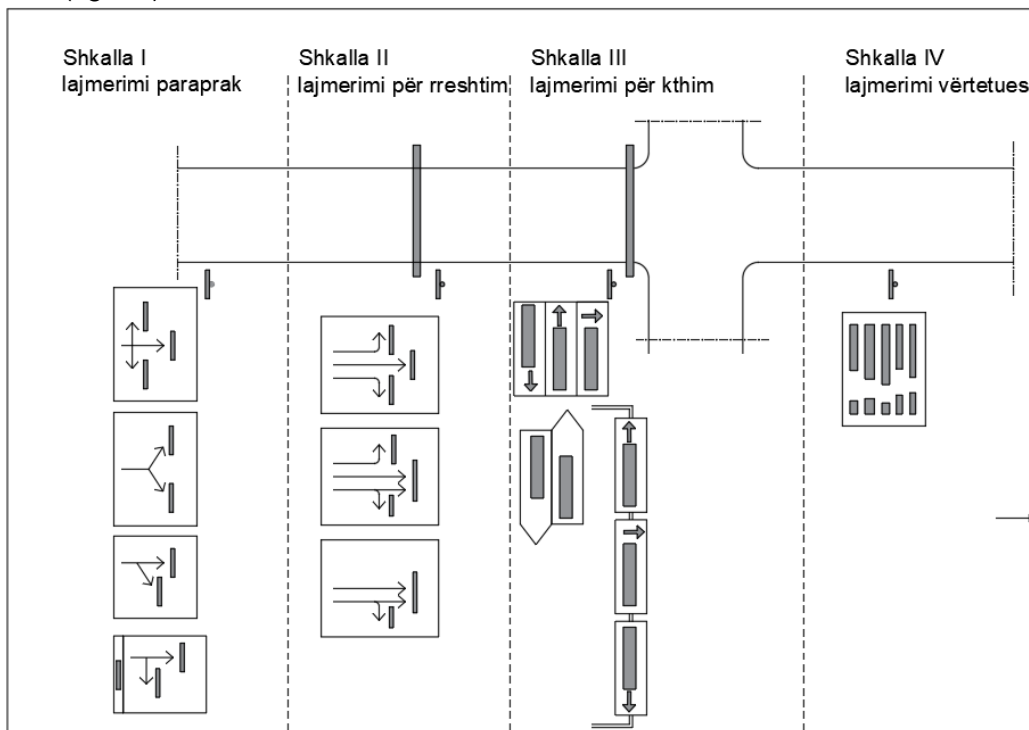 Shkalla I
lajmerimi paraprak
Shkalla II
lajmerimi për rreshtim
Shkalla III
lajmerimi për kthim
Shkalla IV
lajmerimi vërtetues